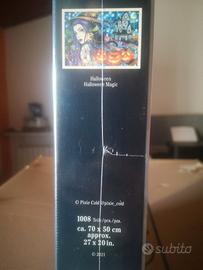 Halloween
Halloween Magic
© Pixie Cold @pixie_cold
1008 Teile / pcs. / pzs.
ca. 70 x 50 cm
approx.
27 x 20 in.
© 2021
subito